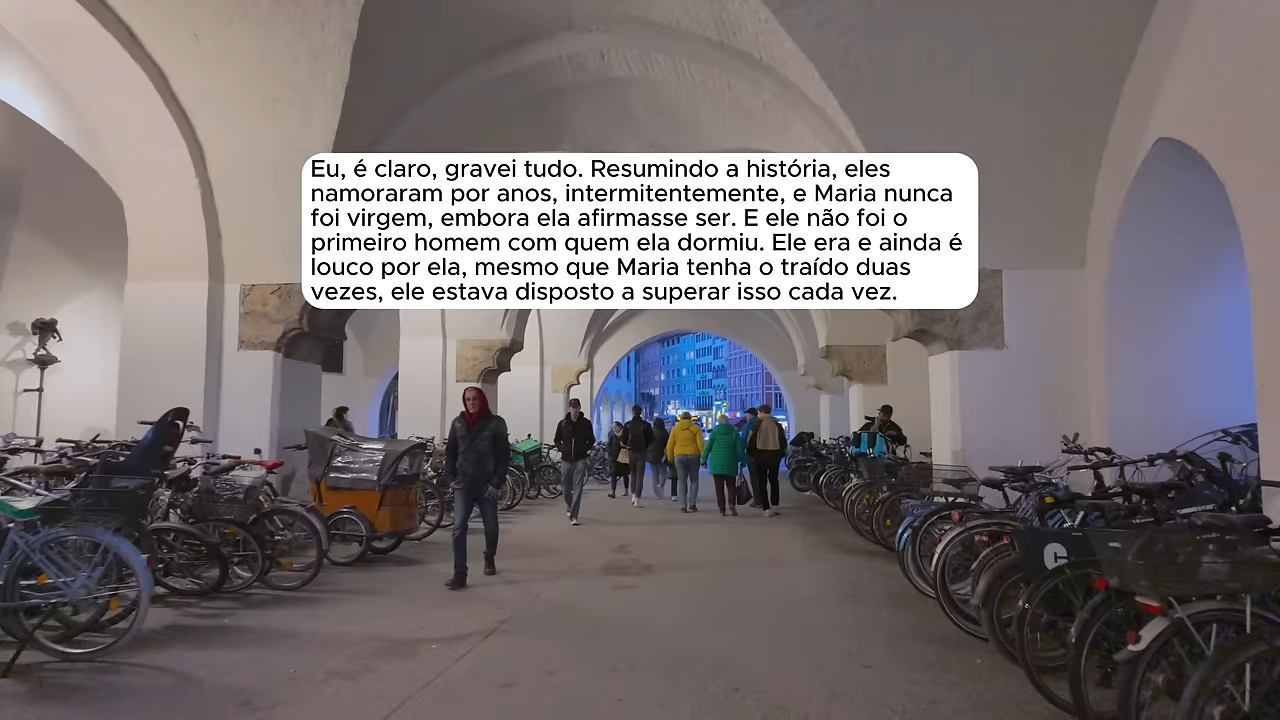 Eu, é claro, gravei tudo. Resumindo a história, eles
namoraram por anos, intermitentemente, e Maria nunca
foi virgem, embora ela afirmasse ser. E ele não foi o
primeiro homem com quem ela dormiu. Ele era e ainda é
louco por ela, mesmo que Maria tenha o traído duas
vezes, ele estava disposto a superar isso cada vez.